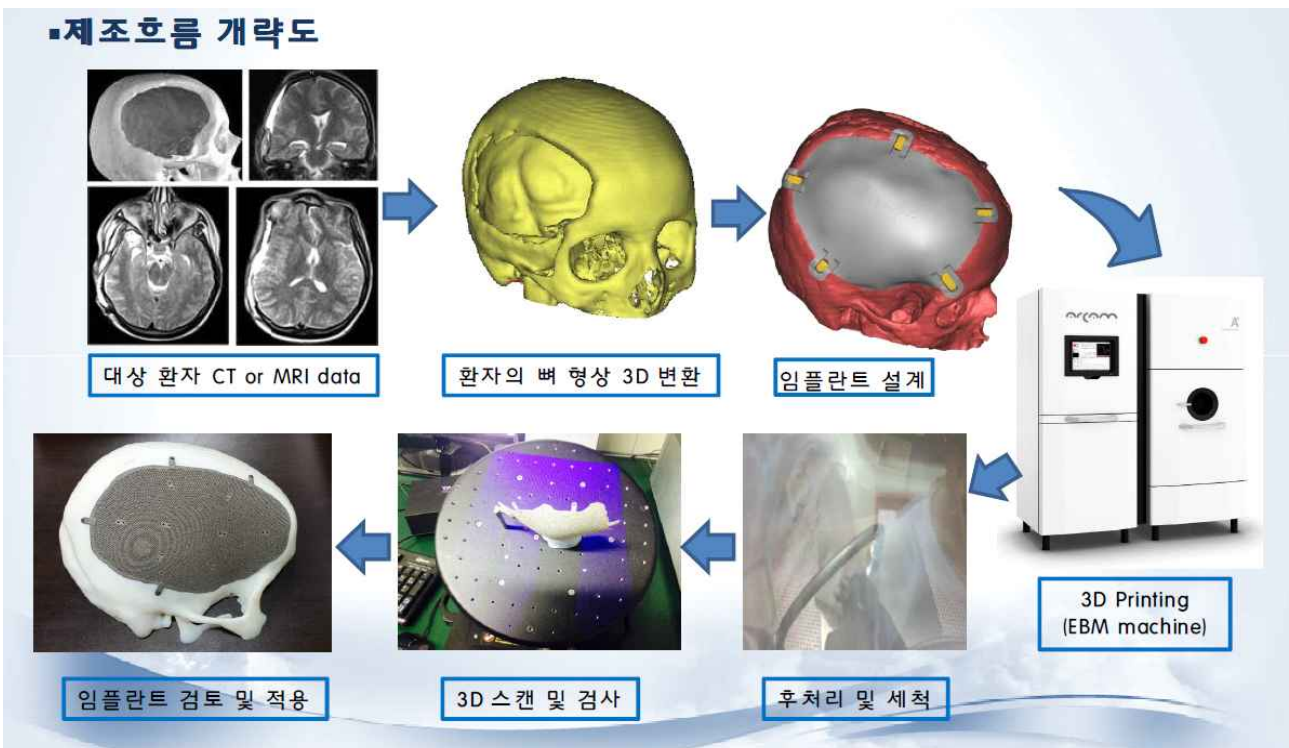 ▪제조흐름 개략도
대상 환자 CT or MRI data
환자의 뼈 형상 3D 변환
임플란트 설계
arcam
3D Printing
(EBM machine)
후처리 및 세척
3D 스캔 및 검사
임플란트 검토 및 적용